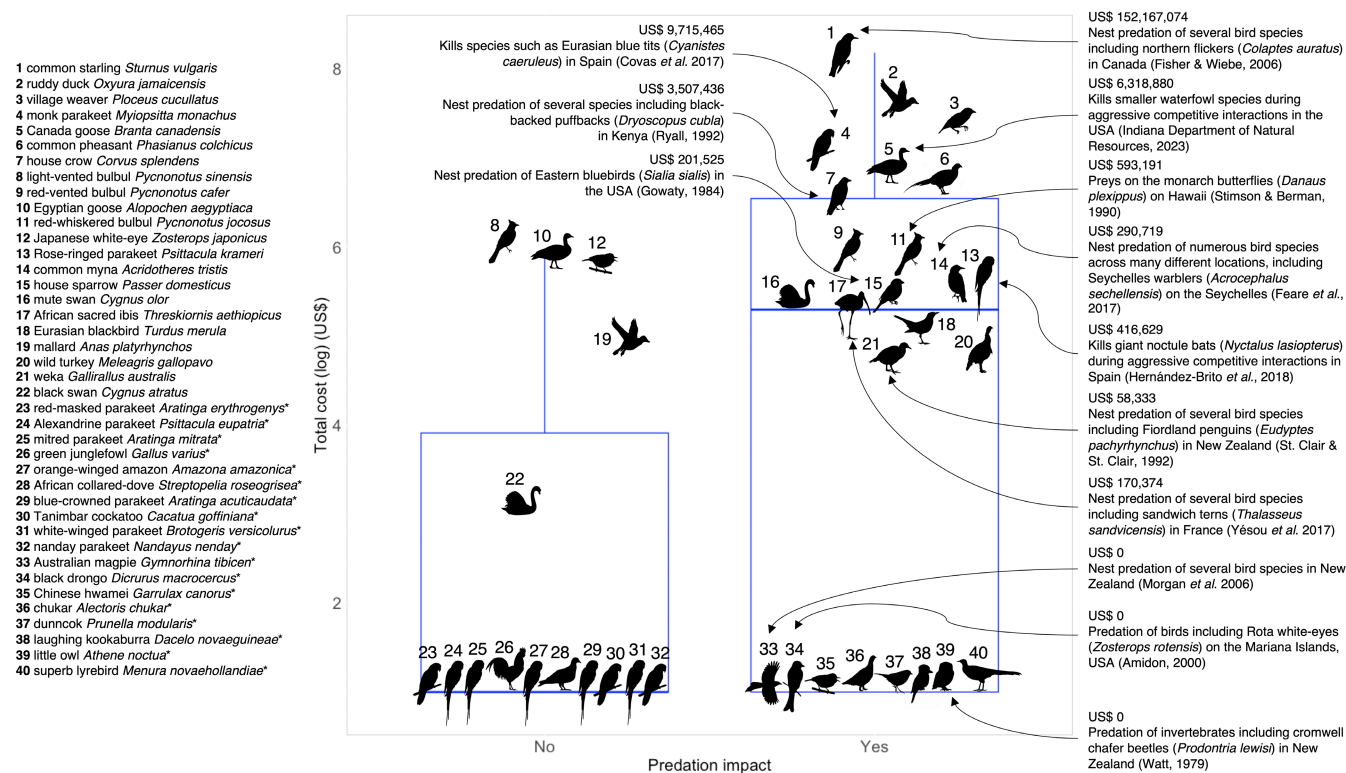 1 common starling Sturnus vulgaris
2 ruddy duck Oxyura jamaicensis
3 village weaver Ploceus cucullatus
4 monk parakeet Myiopsitta monachus
5 Canada goose Branta canadensis
6 common pheasant Phasianus colchicus
7 house crow Corvus splendens
8 light-vented bulbul Pycnonotus sinensis
9 red-vented bulbul Pycnonotus cafer
10 Egyptian goose Alopochen aegyptiaca
11 red-whiskered bulbul Pycnonotus jocosus
12 Japanese white-eye Zosterops japonicus
13 Rose-ringed parakeet Psittacula krameri
14 common myna Acridotheres tristis
15 house sparrow Passer domesticus
16 mute swan Cygnus olor
17 African sacred ibis Threskiornis aethiopicus
18 Eurasian blackbird Turdus merula
19 mallard Anas platyrhynchos
20 wild turkey Meleagris gallopavo
21 weka Gallirallus australis
22 black swan Cygnus atratus
23 red-masked parakeet Aratinga erythrogenys*
24 Alexandrine parakeet Psittacula eupatria*
25 mitred parakeet Aratinga mitrata*
26 green junglefowl Gallus varius*
27 orange-winged amazon Amazona amazonica*
28 African collared-dove Streptopelia roseogrisea*
29 blue-crowned parakeet Aratinga acuticaudata*
30 Tanimbar cockatoo Cacatua goffiniana*
31 white-winged parakeet Brotogeris versicolurus*
32 nanday parakeet Nandayus nenday*
33 Australian magpie Gymnorhina tibicen*
34 black drongo Dicrurus macrocercus*
35 Chinese hwamei Garrulax canorus*
36 chukar Alectoris chukar*
37 dunncok Prunella modularis*
38 laughing kookaburra Dacelo novaeguineae*
39 little owl Athene noctua*
40 superb lyrebird Menura novaehollandiae*
Total cost (log) (US$)
8
6
4
2
US$ 9,715,465
Kills species such as Eurasian blue tits (Cyanistes
caeruleus) in Spain (Covas et al. 2017)
US$ 3,507,436
Nest predation of several species including black-
backed puffbacks (Dryoscopus cubla)
in Kenya (Ryall, 1992)
US$ 201,525
Nest predation of Eastern bluebirds (Sialia sialis) in
the USA (Gowaty, 1984)
8
10
12
19
22
23 24 25 26 27 28 29 30 31 32
1
2
3
4
5
6
7
9
11
14
13
16
17
15
18
21
20
33 34 35 36 37 38 39 40
No
Yes
Predation impact
US$ 152,167,074
Nest predation of several bird species
including northern flickers (Colaptes auratus)
in Canada (Fisher & Wiebe, 2006)
US$ 6,318,880
Kills smaller waterfowl species during
aggressive competitive interactions in the
USA (Indiana Department of Natural
Resources, 2023)
US$ 593,191
Preys on the monarch butterflies (Danaus
plexippus) on Hawaii (Stimson & Berman,
1990)
US$ 290,719
Nest predation of numerous bird species
across many different locations, including
Seychelles warblers (Acrocephalus
sechellensis) on the Seychelles (Feare et al.,
2017)
US$ 416,629
Kills giant noctule bats (Nyctalus lasiopterus)
during aggressive competitive interactions in
Spain (Hernández-Brito et al., 2018)
US$ 58,333
Nest predation of several bird species
including Fiordland penguins (Eudyptes
pachyrhynchus) in New Zealand (St. Clair &
St. Clair, 1992)
US$ 170,374
Nest predation of several bird species
including sandwich terns (Thalasseus
sandvicensis) in France (Yésou et al. 2017)
US$ 0
Nest predation of several bird species in New
Zealand (Morgan et al. 2006)
US$ 0
Predation of birds including Rota white-eyes
(Zosterops rotensis) on the Mariana Islands,
USA (Amidon, 2000)
US$ 0
Predation of invertebrates including cromwell
chafer beetles (Prodontria lewisi) in New
Zealand (Watt, 1979)